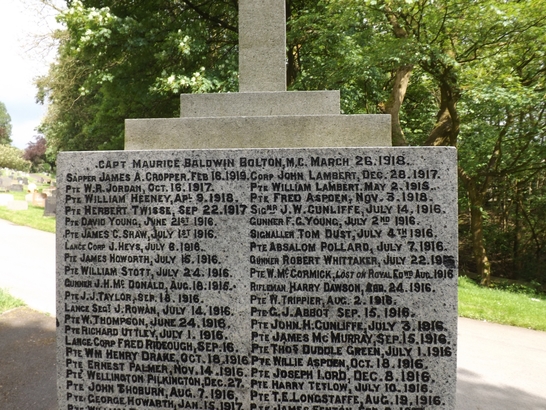 CAPT MAURICE BALDWIN BOLTON, M.C. MARCH 26. 1918.
SAPPER JAMES A. CROPPER, FEB 18. 1919.
PTE W.R. JORDAN, OCT. 16. 1917.
PTE WILLIAM HEENEY, APL 9. 1918.
PTE HERBERT TWISSE, SEP 22. 1917
PTE DAVID YOUNG, JUNE 21ST. 1916.
PTE JAMES C. SHAW, JULY 1ST 1916.
LANCE CORP J. HEYS, JULY 6. 1916.
PTE JAMES HOWORTH, JULY 15. 1916.
PTE WILLIAM STOTT, JULY 24. 1916.
GUNNER J.H. MC DONALD, AUG. 18. 1916.
PTE J.J. TAYLOR, SEP. 18. 1916.
LANCE SEGT J. ROWAN, JULY 14. 1916.
PTE W. THOMPSON, JUNE 24. 1916.
PTE RICHARD UTTLEY, JULY 1. 1916.
LANCE-CORP FRED RIDEOUGH, SEP 16.
PTE WM HENRY DRAKE, OCT. 18. 1916
PTE ERNEST PALMER, NOV. 14. 1916.
PTE WELLINGTON PILKINGTON, DEC. 27.
PTE JOHN THOBURN, AUG. 7. 1916.
PTE GEORGE HOWARTH, JAN. 15. 1917
CORP JOHN LAMBERT, DEC. 28. 1917.
PTE WILLIAM LAMBERT, MAY 2. 1918.
PTE FRED ASPDEN, NOV. 3. 1918.
SIGNR J.W. CUNLIFFE, JULY 14. 1916.
GUNNER F.G. YOUNG, JULY 2ND 1916.
SIGNALLER TOM DUST, JULY 4TH 1916.
PTE ABSALOM POLLARD, JULY 7. 1916.
GUNNER ROBERT WHITTAKER, JULY 22. 1916
PTE W. MC CORMICK, LOST ON ROYAL EDWD AUG. 1916
RIFLEMAN HARRY DAWSON, 24. 1916.
PTE W. TRIPPIER, AUG. 2. 1916.
PTE G.J. ABBOT SEP. 15. 1916.
PTE JOHN H. CUNLIFFE, JULY 3. 1916.
PTE JAMES MC MURRAY, SEP. 15. 1916.
PTE THOS DUDDLE GREEN, JULY 1. 1916
PTE WILLIE ASPDEN, OCT. 18. 1916.
PTE JOSEPH LORD, DEC. 8. 1916.
PTE HARRY TETLOW, JULY 10. 1916.
PTE T.E. LONGSTAFFE, AUG. 19. 1916.